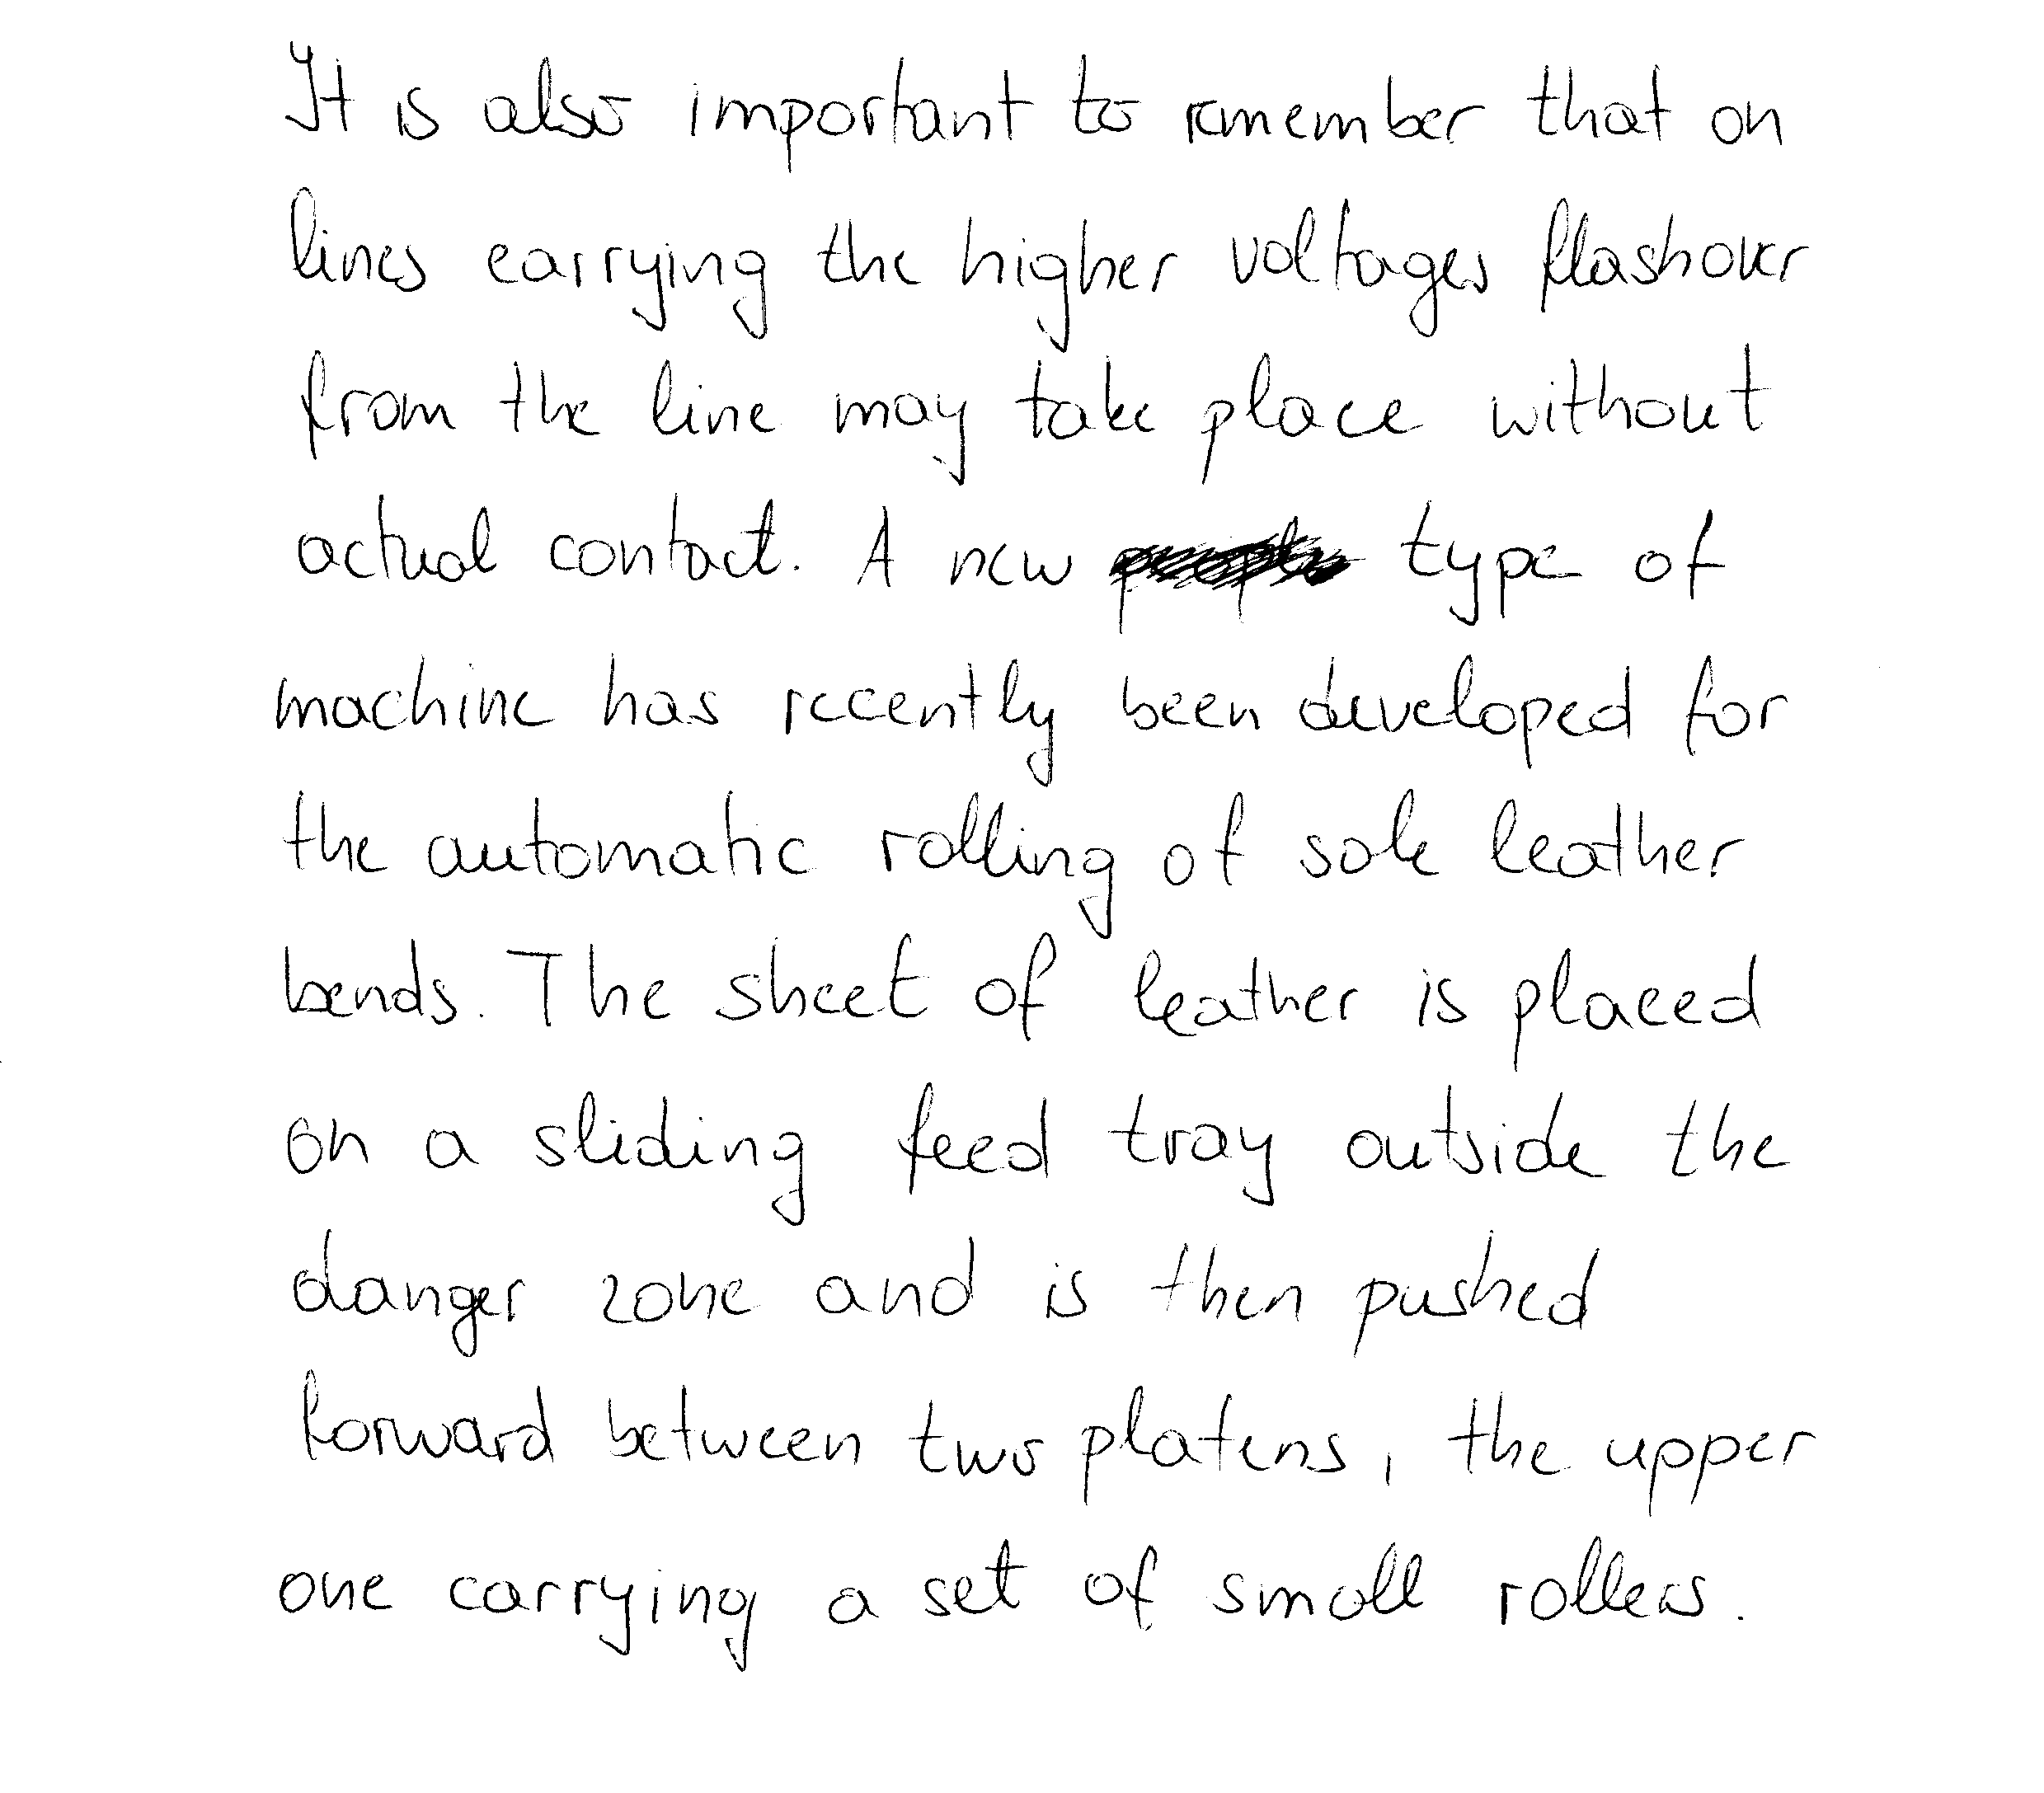 It is also important to remember that on
lines carrying the higher voltages flashover
from the line may take place without
actual contact. A new type of
machine has recently been developed for
the automatic rolling of sole leather
bends. The sheet of leather is placed
on a sliding feed tray outside the
danger zone and is then pushed
forward between two platens, the upper
one carrying a set of small rollers.